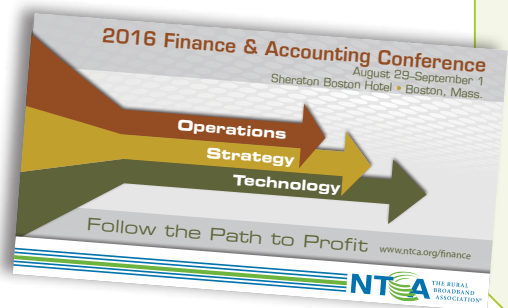 2016 Finance & Accounting Conference
August 29–September 1
Sheraton Boston Hotel • Boston, Mass.
Operations
Strategy
Technology
Follow the Path to Profit www.ntca.org/finance
NTCA THE RURAL
BROADBAND
ASSOCIATION®